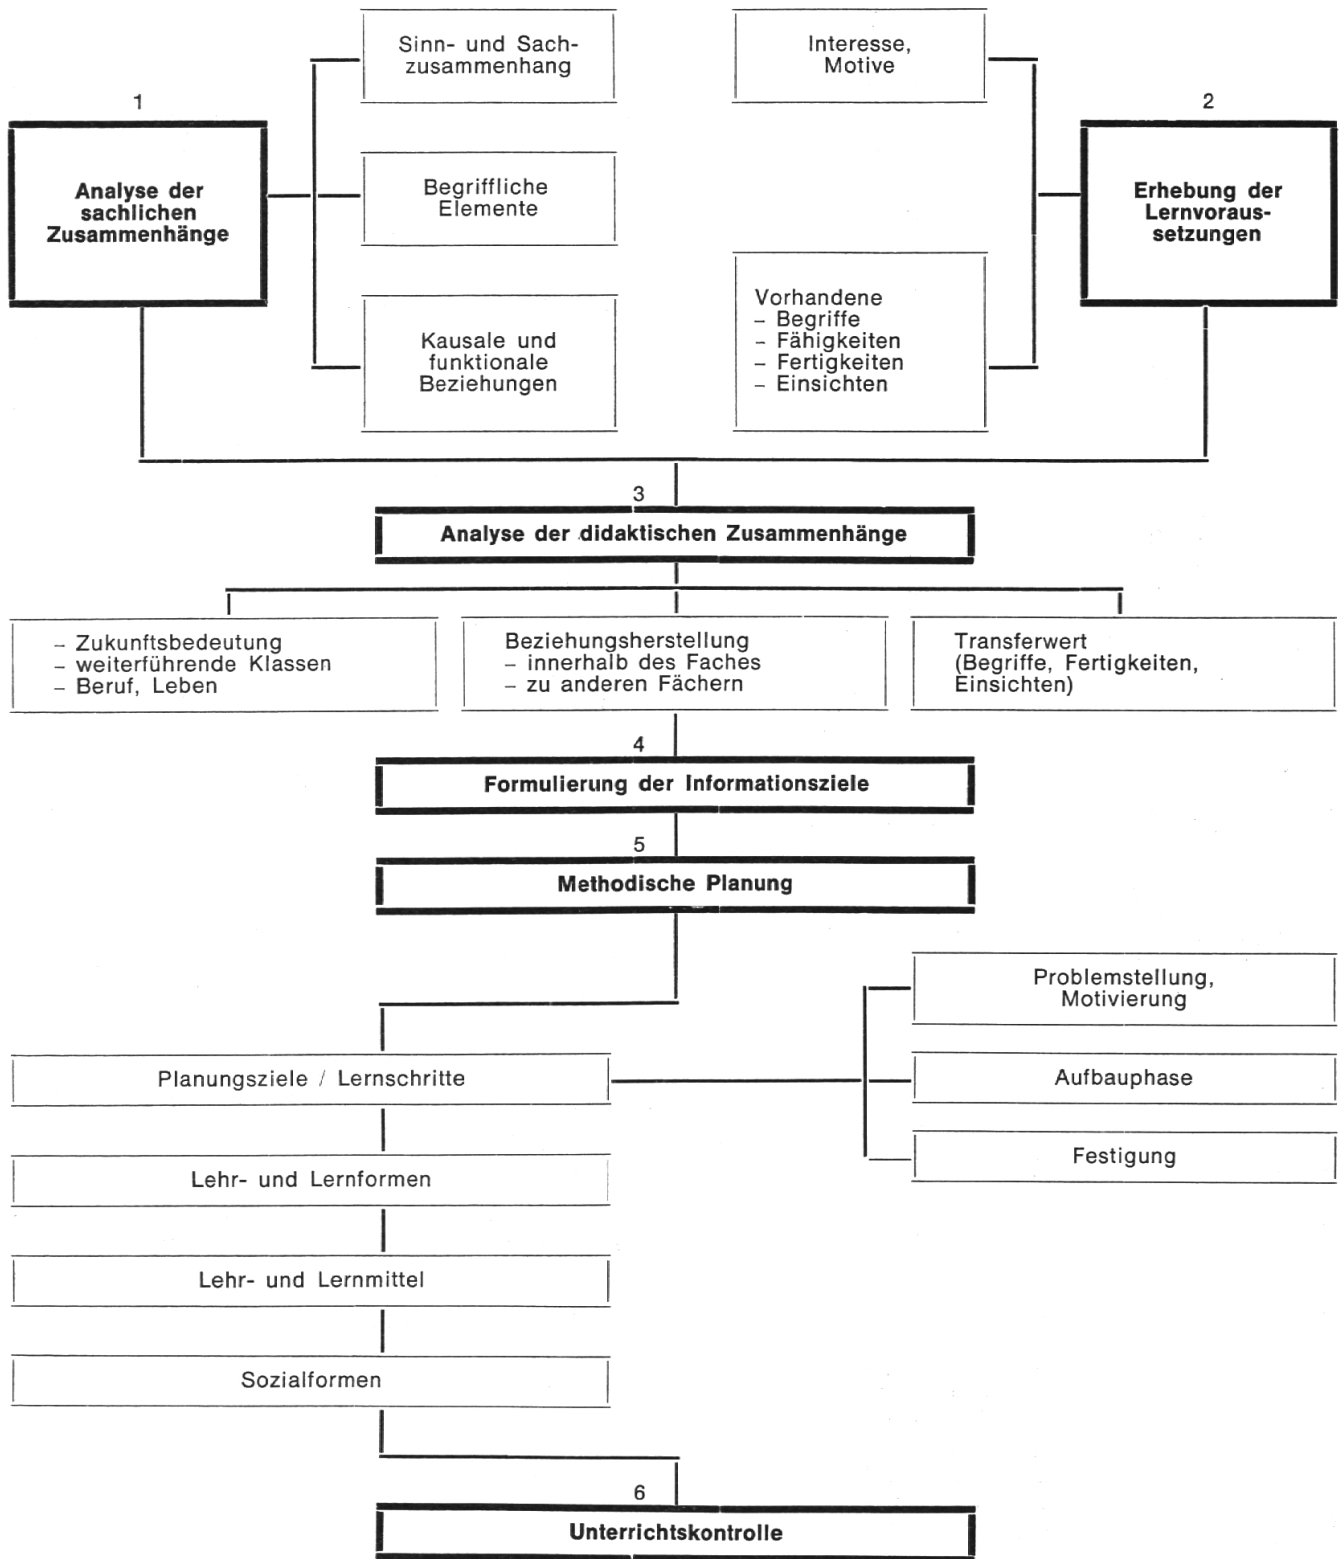 Sinn- und Sach-
zusammenhang
Interesse,
Motive
1
2
Analyse der
sachlichen
Zusammenhänge
Begriffliche
Elemente
Erhebung der
Lernvoraus-
setzungen
Kausale und
funktionale
Beziehungen
Vorhandene
– Begriffe
– Fähigkeiten
– Fertigkeiten
– Einsichten
3
Analyse der didaktischen Zusammenhänge
– Zukunftsbedeutung
– weiterführende Klassen
– Beruf, Leben
Beziehungsherstellung
– innerhalb des Faches
– zu anderen Fächern
Transferwert
(Begriffe, Fertigkeiten,
Einsichten)
4
Formulierung der Informationsziele
5
Methodische Planung
Problemstellung,
Motivierung
Planungsziele / Lernschritte
Aufbauphase
Festigung
Lehr- und Lernformen
Lehr- und Lernmittel
Sozialformen
6
Unterrichtskontrolle